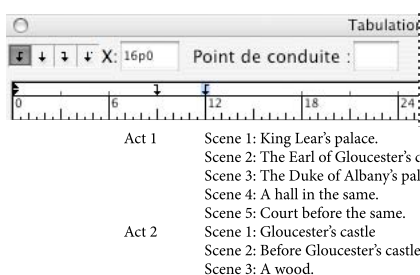 Tabulation
X: 16p0 Point de conduite :
0 6 12 18 24
Act 1 Scene 1: King Lear's palace.
Scene 2: The Earl of Gloucester's
Scene 3: The Duke of Albany's
Scene 4: A hall in the same.
Scene 5: Court before the same.
Act 2 Scene 1: Gloucester's castle
Scene 2: Before Gloucester's castle
Scene 3: A wood.